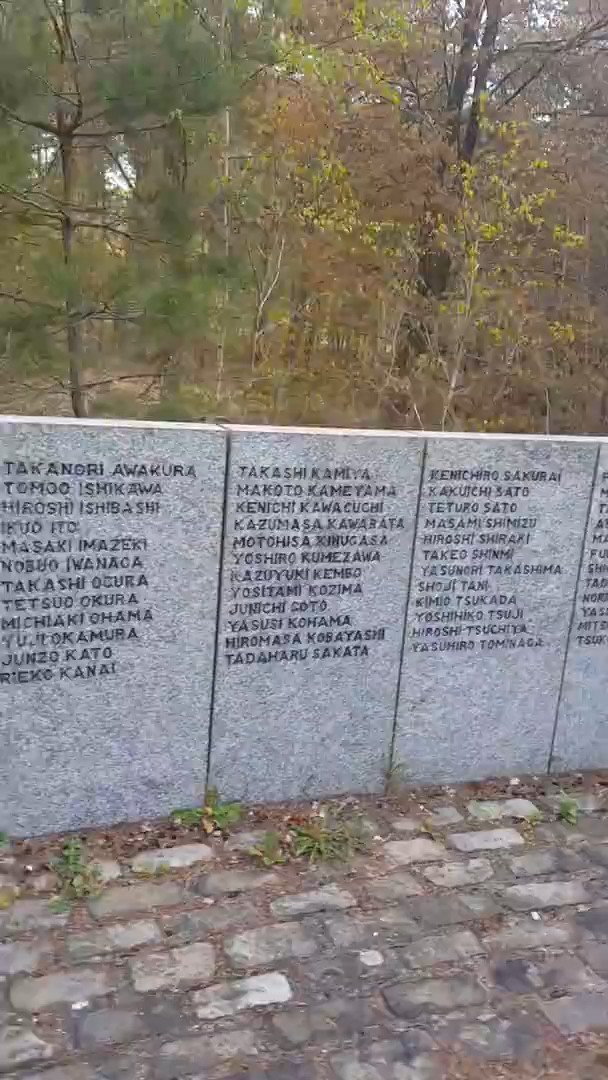 TAKANORI AWAKURA
TOMOO ISHIKAWA
HIROSHI ISHIBASHI
IKUO ITO
MASAKI IMAZEKI
NOBUO IWANAGA
TAKASHI OGURA
TETSUO OKURA
MICHIAKI OHAMA
YUJI OKAMURA
JUNZO KATO
RIEKO KANAI
TAKASHI KAMIYA
MAKOTO KAMEYAMA
KENICHI KAWAGUCHI
KAZUMASA KAWABATA
MOTOHISA KINUGASA
YOSHIRO KUMEZAWA
KAZUYUKI KEMBO
YOSITAMI KOZIMA
JUNICHI GOTO
YASUSI KOHAMA
HIROMASA KOBAYASHI
TADAHARU SAKATA
KENICHIRO SAKURAI
KAKUICHI SATO
TETURO SATO
MASAMI SHIMIZU
HIROSHI SHIRAKI
TAKEO SHINMI
YASUNORI TAKASHIMA
SHOJI TANI
KIMIO TSUKADA
YOSHIHIKO TSUJI
HIROSHI TSUCHIYA
YASUHIRO TOMINAGA